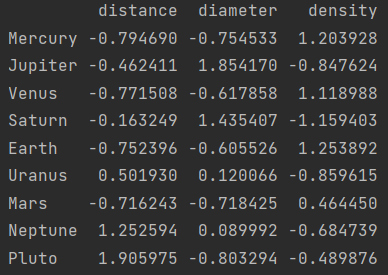 distance diameter density
Mercury -0.794690 -0.754533 1.203928
Jupiter -0.462411 1.854170 -0.847624
Venus -0.771508 -0.617858 1.118988
Saturn -0.163249 1.435407 -1.159403
Earth -0.752396 -0.605526 1.253892
Uranus 0.501930 0.120066 -0.859615
Mars -0.716243 -0.718425 0.464450
Neptune 1.252594 0.089992 -0.684739
Pluto 1.905975 -0.803294 -0.489876